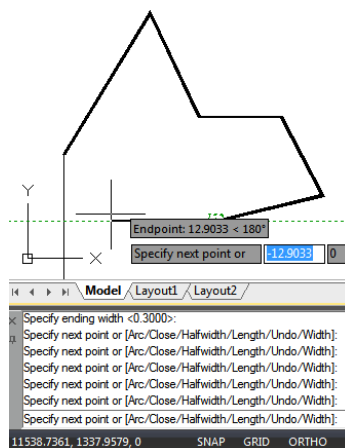 Y
X
Endpoint: 12.9033 < 180°
Specify next point or -12.9033 0
Model Layout1 Layout2
Specify ending width <0.3000>:
Specify next point or [Arc/Close/Halfwidth/Length/Undo/Width]:
Specify next point or [Arc/Close/Halfwidth/Length/Undo/Width]:
Specify next point or [Arc/Close/Halfwidth/Length/Undo/Width]:
Specify next point or [Arc/Close/Halfwidth/Length/Undo/Width]:
Specify next point or [Arc/Close/Halfwidth/Length/Undo/Width]:
Specify next point or [Arc/Close/Halfwidth/Length/Undo/Width]:
11538.7361, 1337.9579, 0 SNAP GRID ORTHO